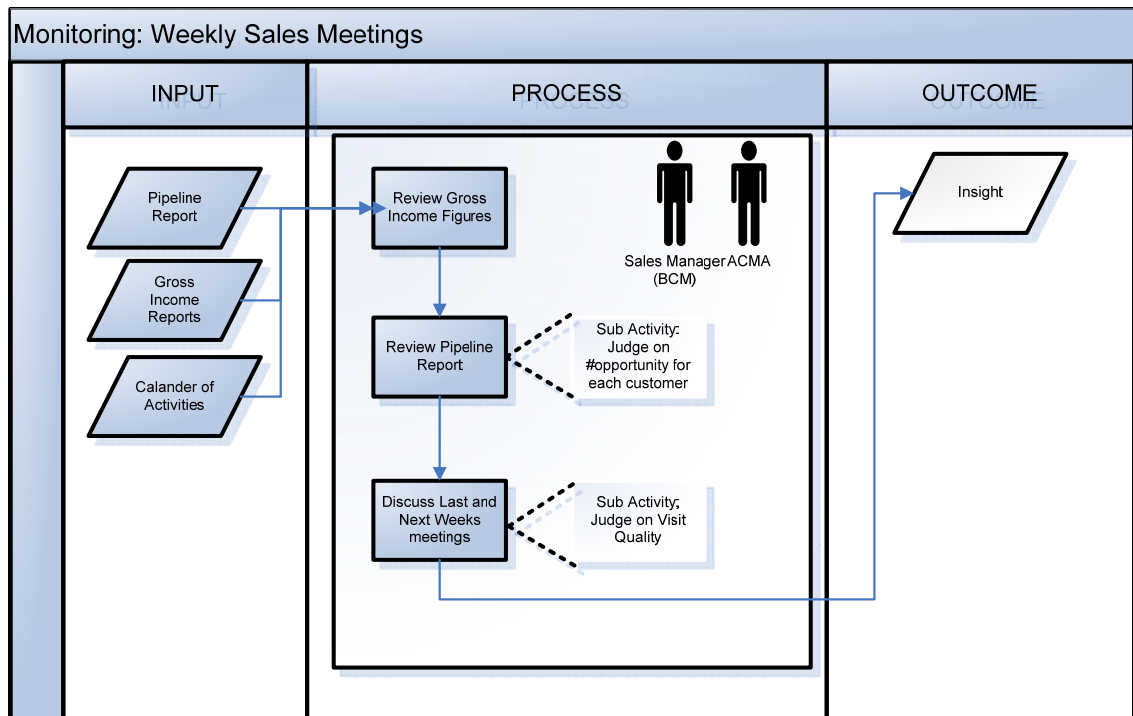 Monitoring: Weekly Sales Meetings
INPUT
PROCESS
OUTCOME
Pipeline
Report
Gross
Income
Reports
Calander of
Activities
Review Gross
Income Figures
Sales Manager
(BCM)
ACMA
Review Pipeline
Report
Sub Activity:
Judge on
#opportunity for
each customer
Discuss Last and
Next Weeks
meetings
Sub Activity;
Judge on Visit
Quality
Insight